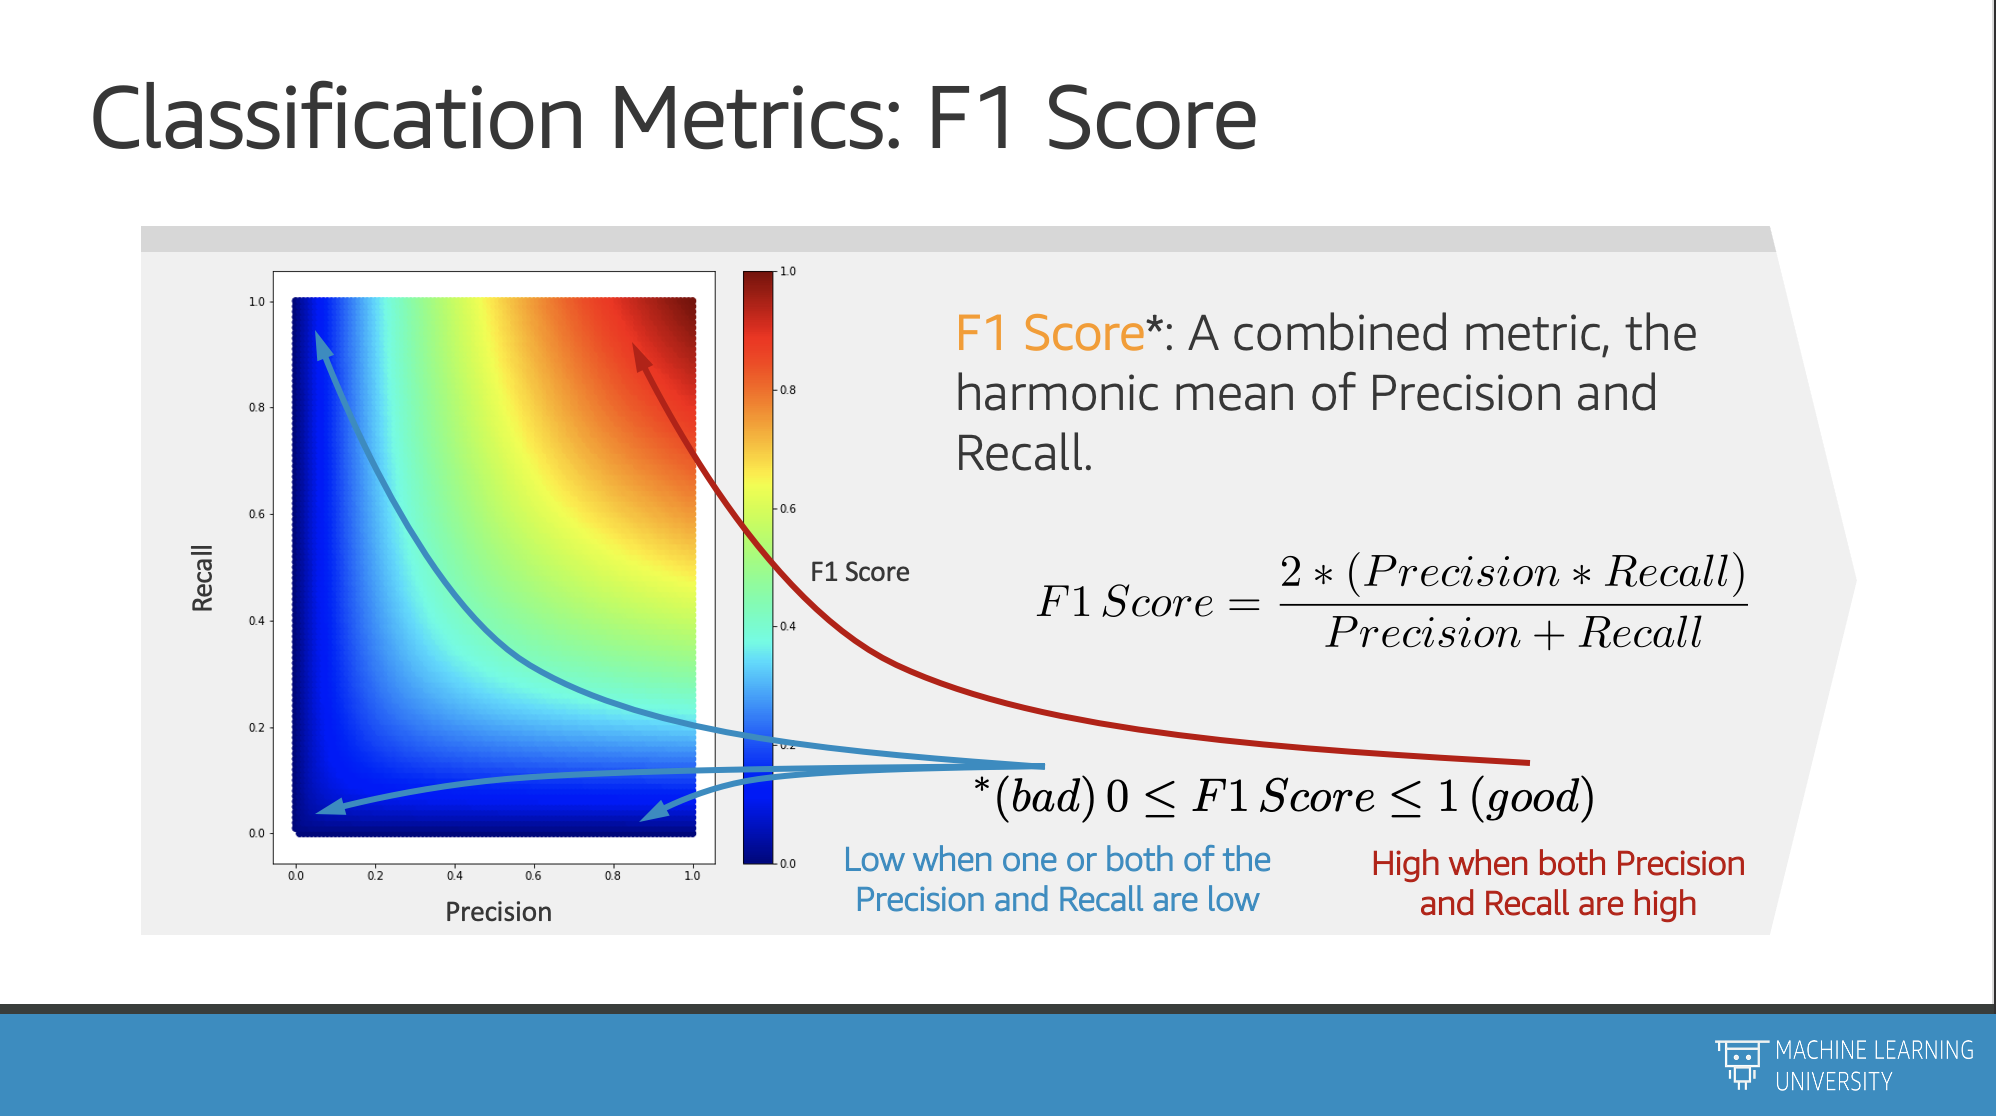 Classification Metrics: F1 Score
1.0
0.8
0.6
0.4
0.2
0.0
Recall
0.0 0.2 0.4 0.6 0.8 1.0
Precision
1.0
0.8
0.6
0.4
0.2
0.0
F1 Score
F1 Score*: A combined metric, the
harmonic mean of Precision and
Recall.
F1 Score = 2 * (Precision * Recall) / Precision + Recall
*(bad) 0 ≤ F1 Score ≤ 1 (good)
Low when one or both of the
Precision and Recall are low
High when both Precision
and Recall are high
MACHINE LEARNING
UNIVERSITY